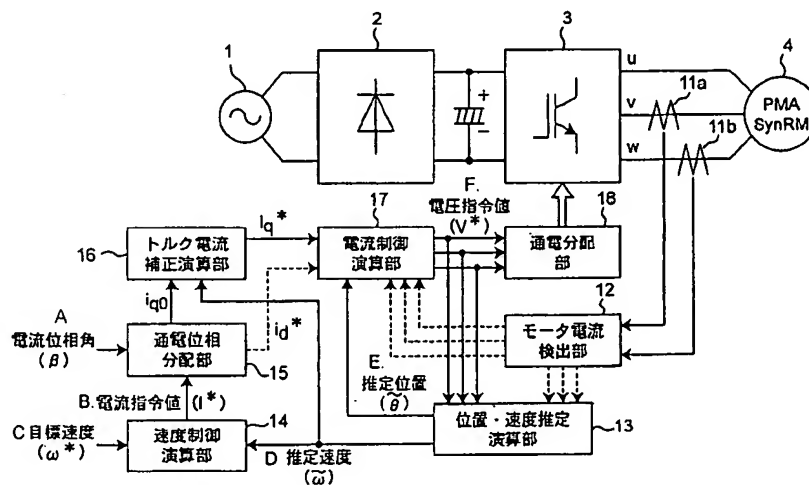 1
2
3
4
u
v
w
11a
11b
PMA
SynRM
+
−
F.
電圧指令値
(V*)
16
トルク電流
補正演算部
Iq*
17
電流制御
演算部
18
通電分配
部
12
モータ電流
検出部
A
電流位相角
(β)
iq0
id*
通電位相
分配部
15
E.
推定位置
(θ̃)
B.電流指令値 (I*)
14
C目標速度
(ω*)
速度制御
演算部
D 推定速度
(ω̃)
位置・速度推定
演算部
13